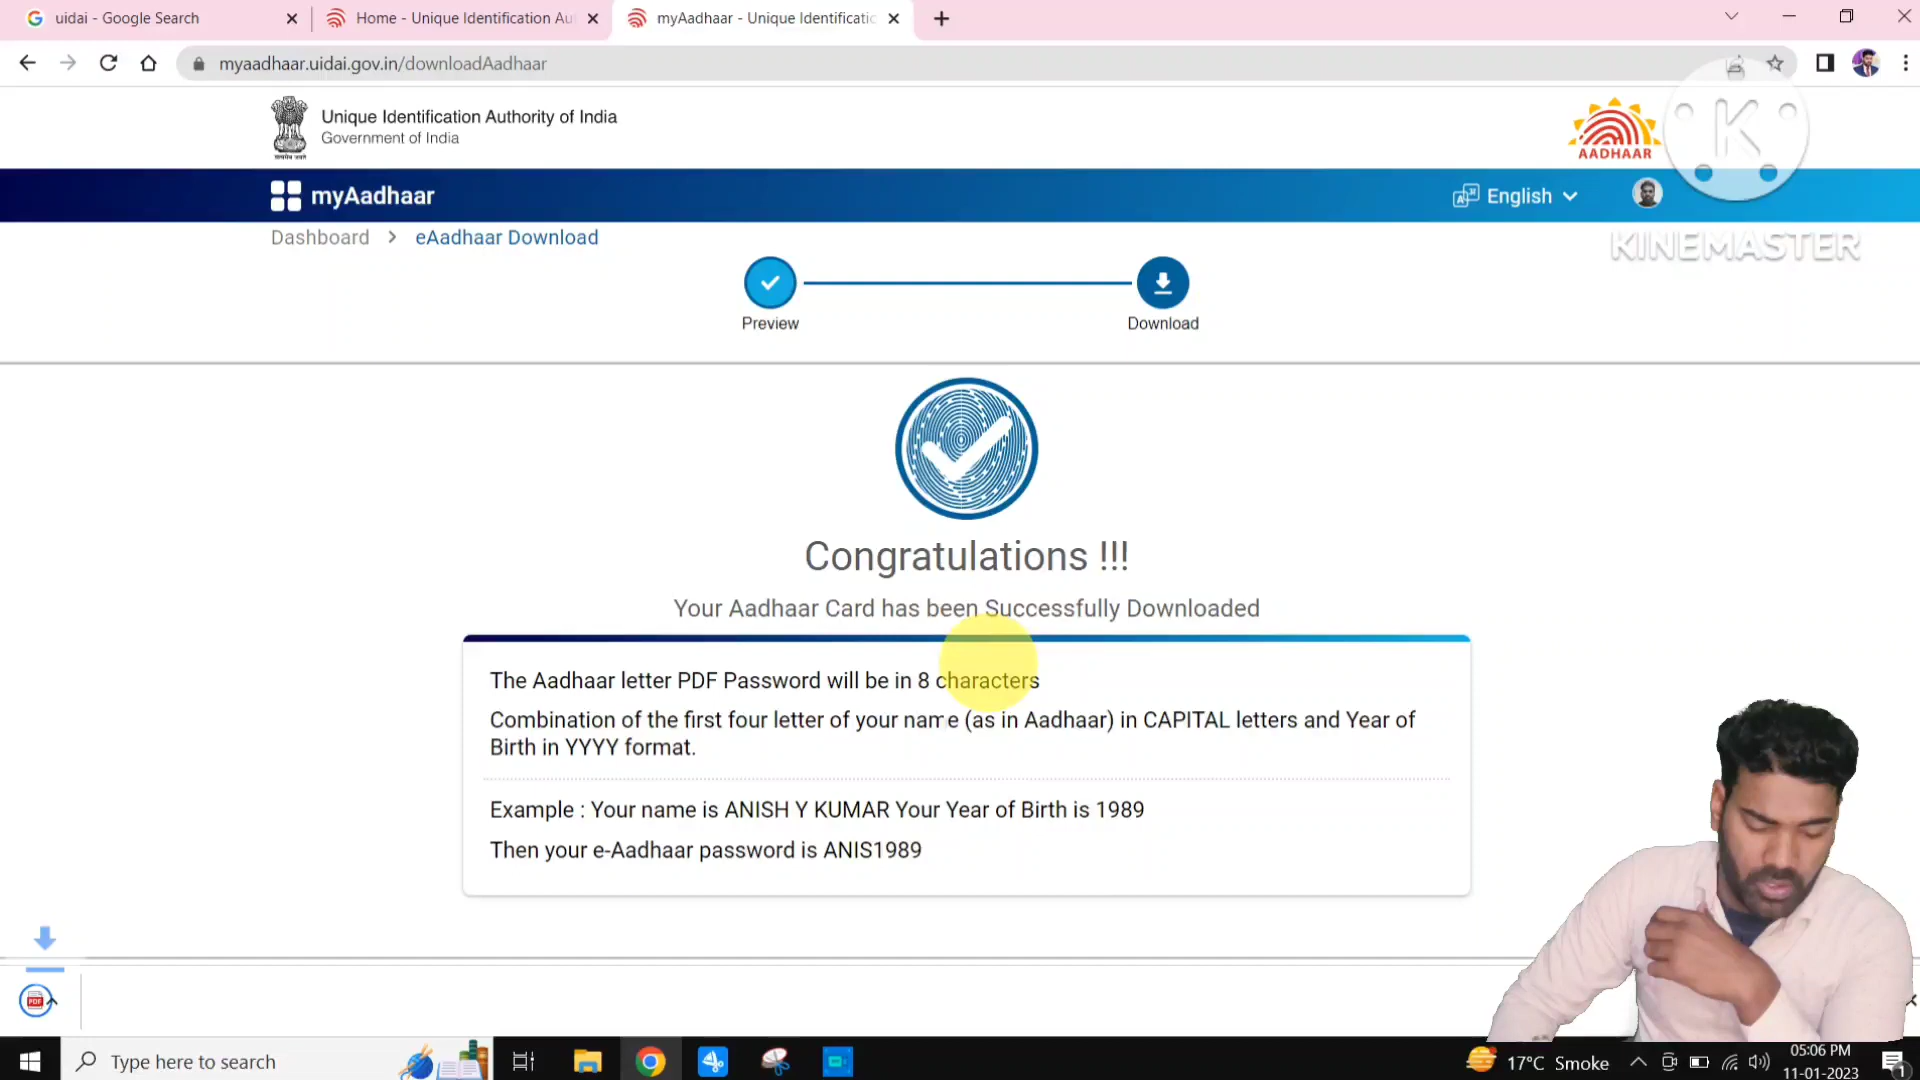 uidai - Google Search
Home - Unique Identification Au
myAadhaar - Unique Identificatic
myaadhaar.uidai.gov.in/downloadAadhaar
Unique Identification Authority of India
Government of India
AADHAAR
K
myAadhaar
English
KINEMASTER
Dashboard > eAadhaar Download
Preview
Download
Congratulations !!!
Your Aadhaar Card has been Successfully Downloaded
The Aadhaar letter PDF Password will be in 8 characters
Combination of the first four letter of your name (as in Aadhaar) in CAPITAL letters and Year of
Birth in YYYY format.
Example : Your name is ANISH Y KUMAR Your Year of Birth is 1989
Then your e-Aadhaar password is ANIS1989
PDF
Type here to search
17°C Smoke
05:06 PM
11-01-2023
1